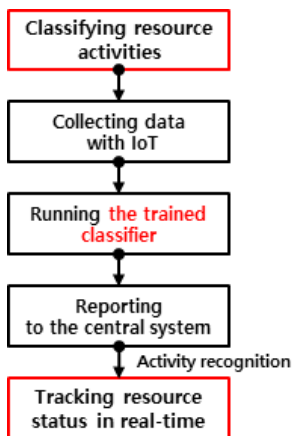 Classifying resource
activities
Collecting data
with IoT
Running the trained
classifier
Reporting
to the central system
Activity recognition
Tracking resource
status in real-time